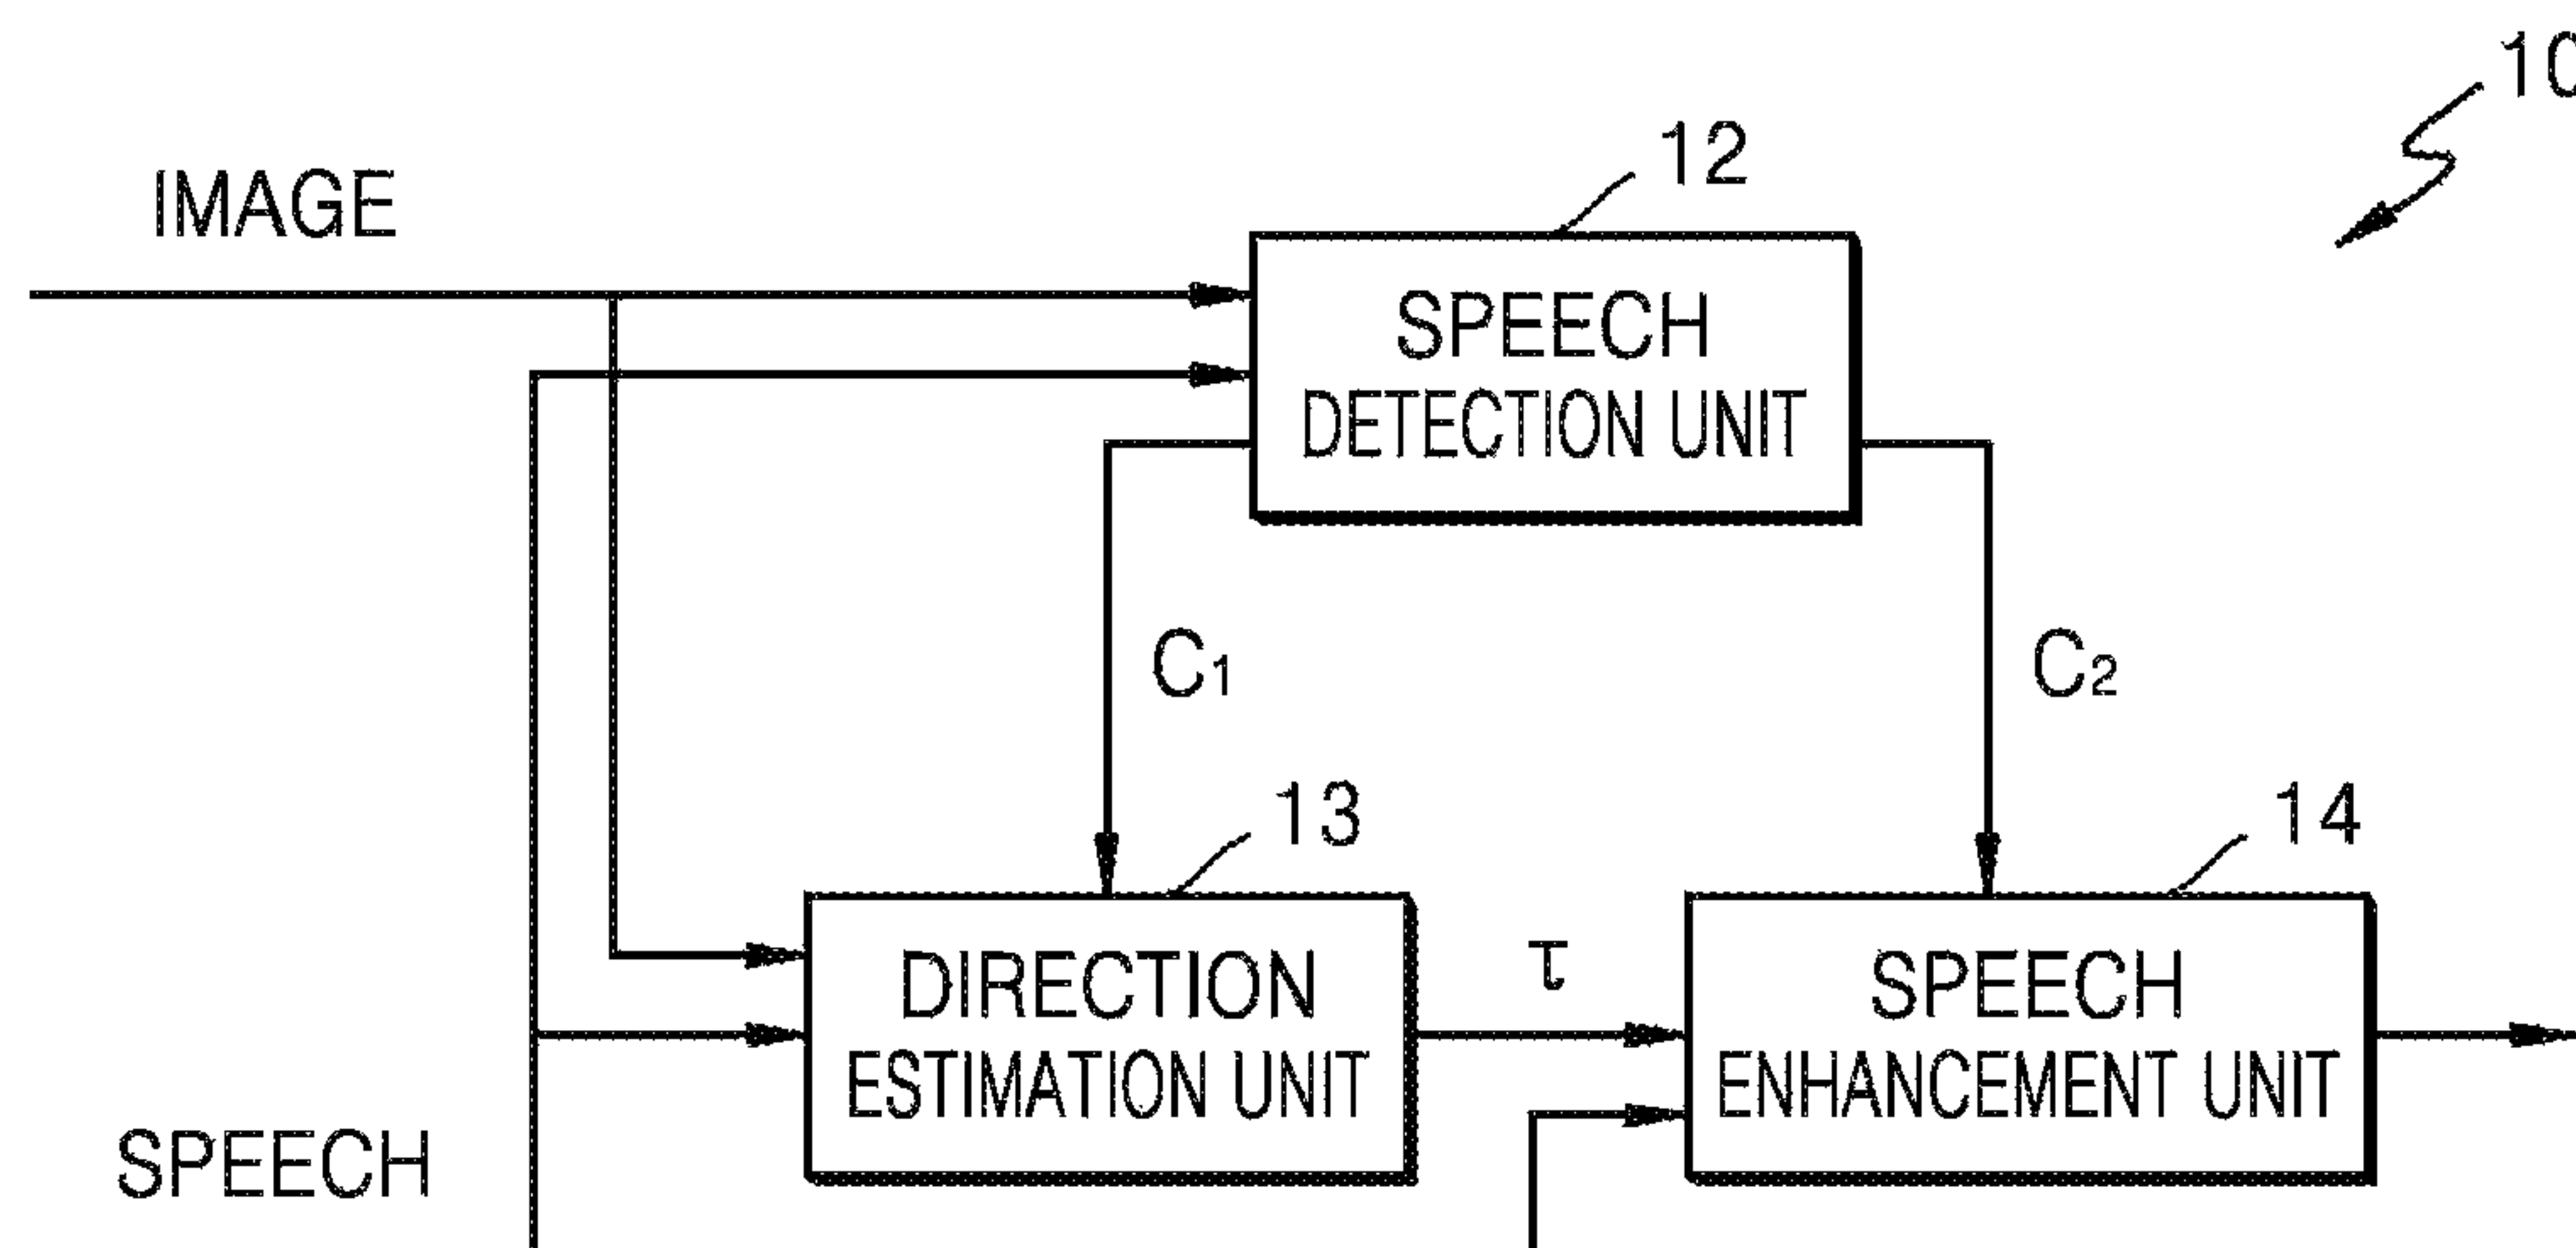 10
12
IMAGE
SPEECH
DETECTION UNIT
C1
C2
13
14
DIRECTION
ESTIMATION UNIT
τ
SPEECH
ENHANCEMENT UNIT
SPEECH